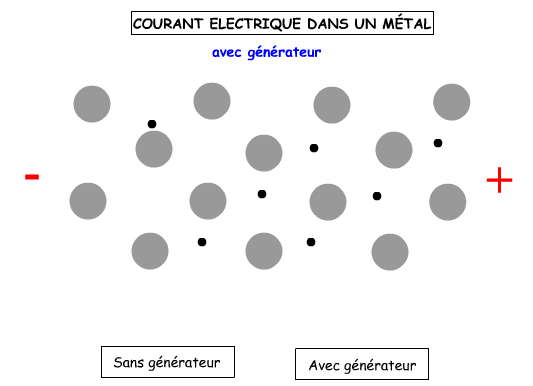 COURANT ELECTRIQUE DANS UN MÉTAL
avec générateur
- +
Sans générateur
Avec générateur